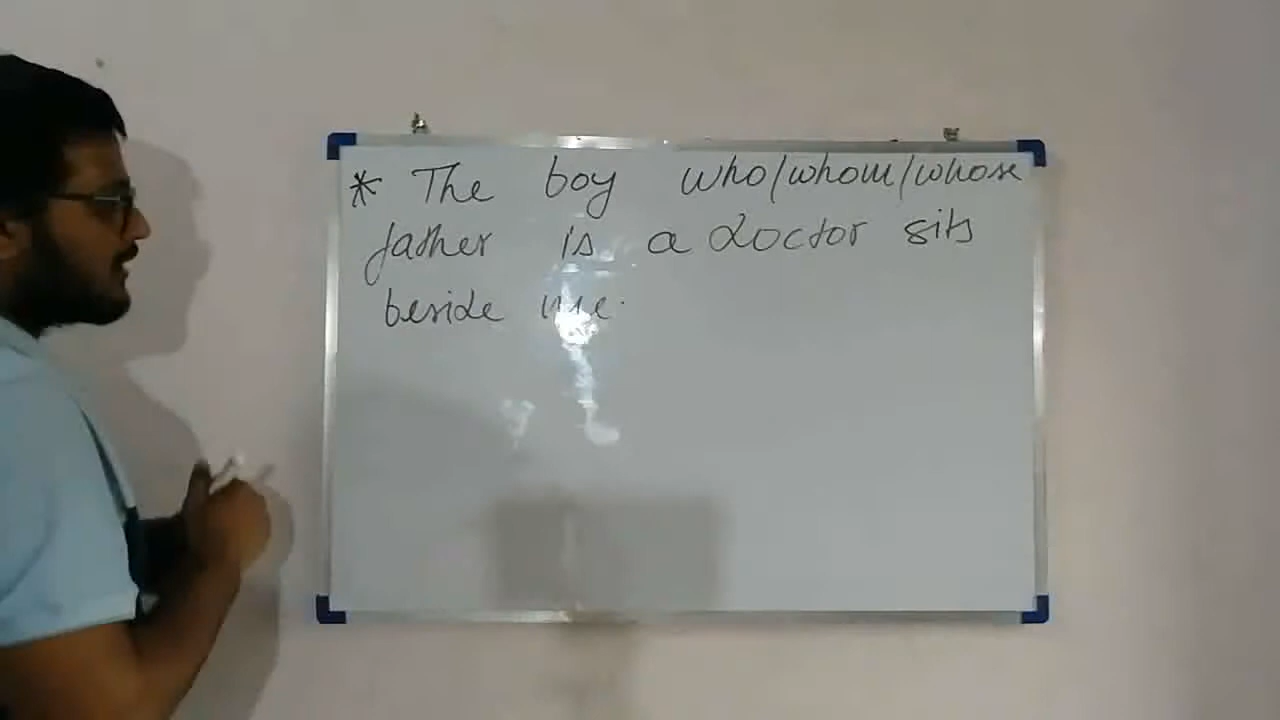 * The boy who/whom/whose
father is a doctor sits
beside me.